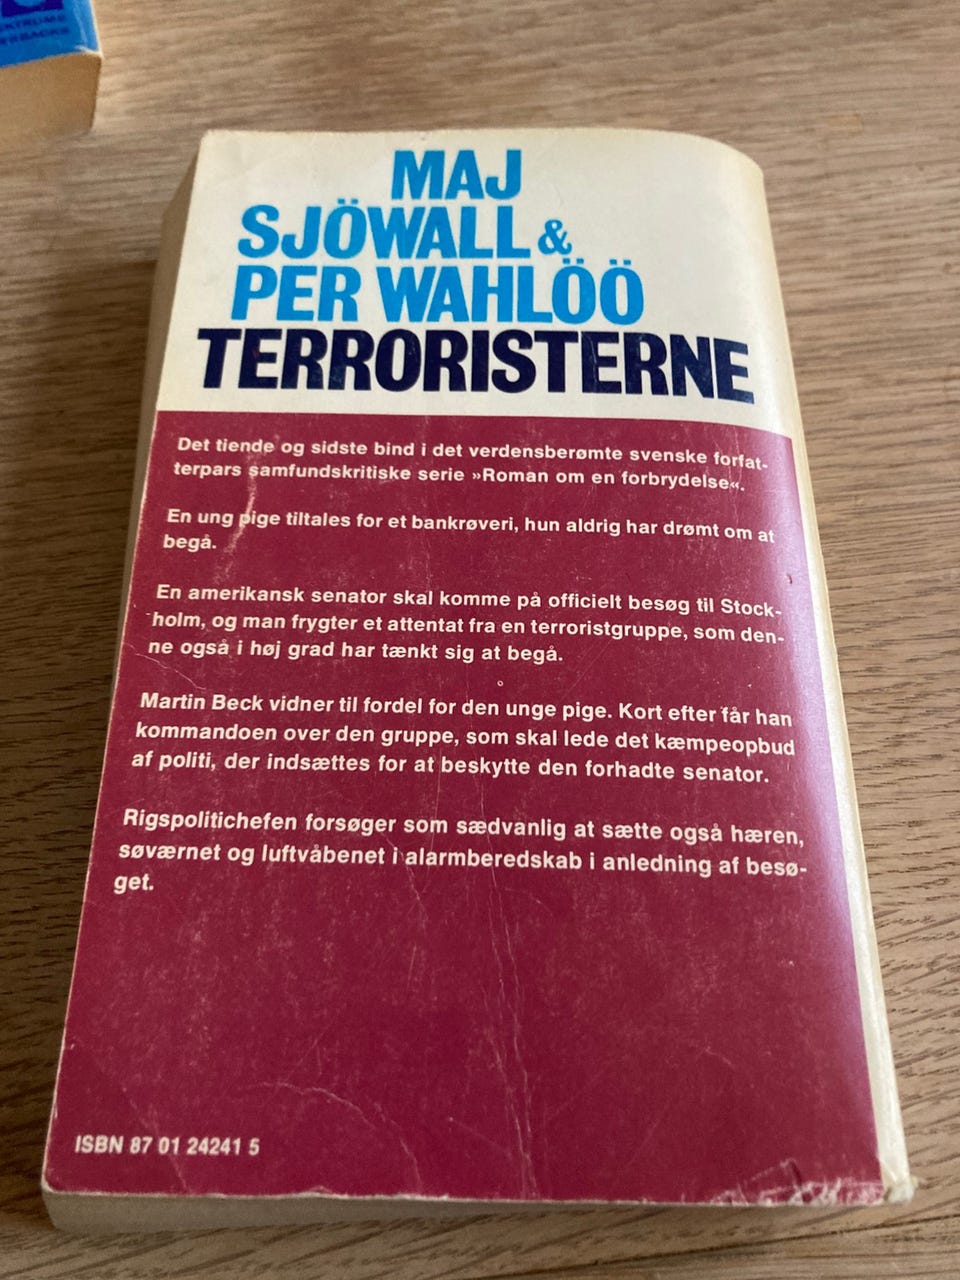 MAJ
SJÖWALL &
PER WAHLÖÖ
TERRORISTERNE
Det tiende og sidste bind i det verdensberømte svenske forfat-
terpars samfundskritiske serie »Roman om en forbrydelse«.
En ung pige tiltales for et bankrøveri, hun aldrig har drømt om at
begå.
En amerikansk senator skal komme på officielt besøg til Stock-
holm, og man frygter et attentat fra en terroristgruppe, som den-
ne også i høj grad har tænkt sig at begå.
Martin Beck vidner til fordel for den unge pige. Kort efter får han
kommandoen over den gruppe, som skal lede det kæmpeopbud
af politi, der indsættes for at beskytte den forhadte senator.
Rigspolitichefen forsøger som sædvanlig at sætte også hæren,
søværnet og luftvåbenet i alarmberedskab i anledning af besø-
get.
ISBN 87 01 24241 5